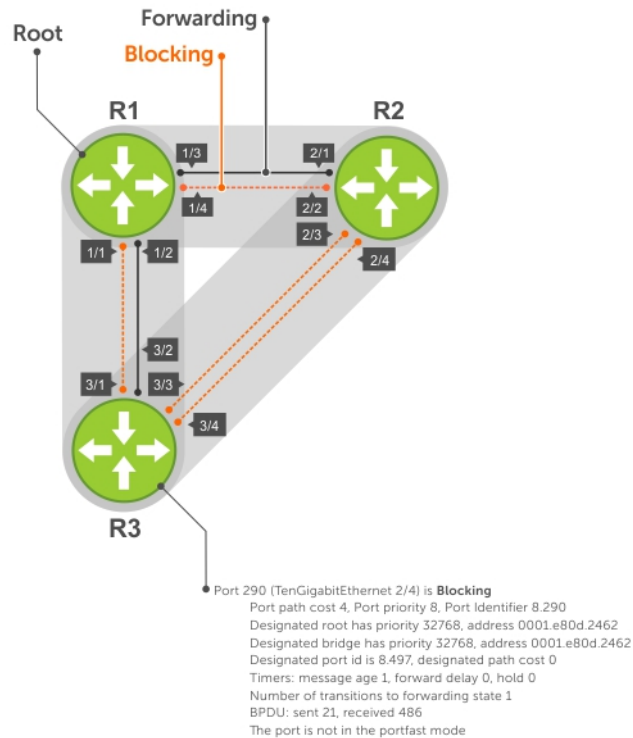 Forwarding
Root
Blocking
R1
R2
1/3
2/1
1/4
2/2
2/3
1/1
1/2
2/4
3/2
3/1
3/3
3/4
R3
Port 290 (TenGigabitEthernet 2/4) is Blocking
Port path cost 4, Port priority 8, Port Identifier 8.290
Designated root has priority 32768, address 0001.e80d.2462
Designated bridge has priority 32768, address 0001.e80d.2462
Designated port id is 8.497, designated path cost 0
Timers: message age 1, forward delay 0, hold 0
Number of transitions to forwarding state 1
BPDU: sent 21, received 486
The port is not in the portfast mode